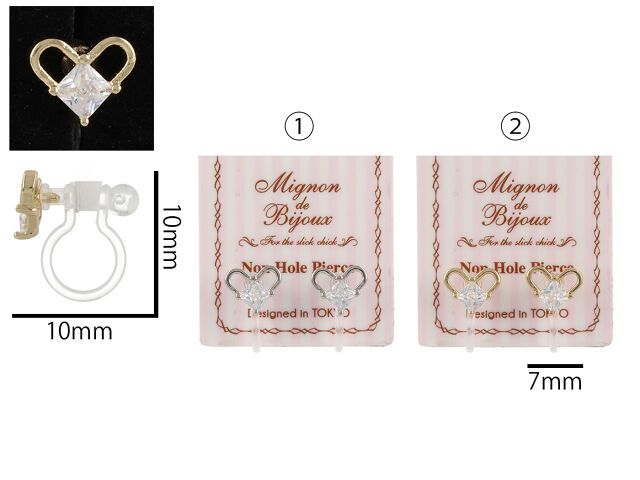 ①
②
Mignon
de
Bijoux
For the slick chick
Non Hole Pierce
Designed in TOKYO
Mignon
de
Bijoux
For the slick chick
Non Hole Pierce
Designed in TOKYO
10mm
10mm
7mm